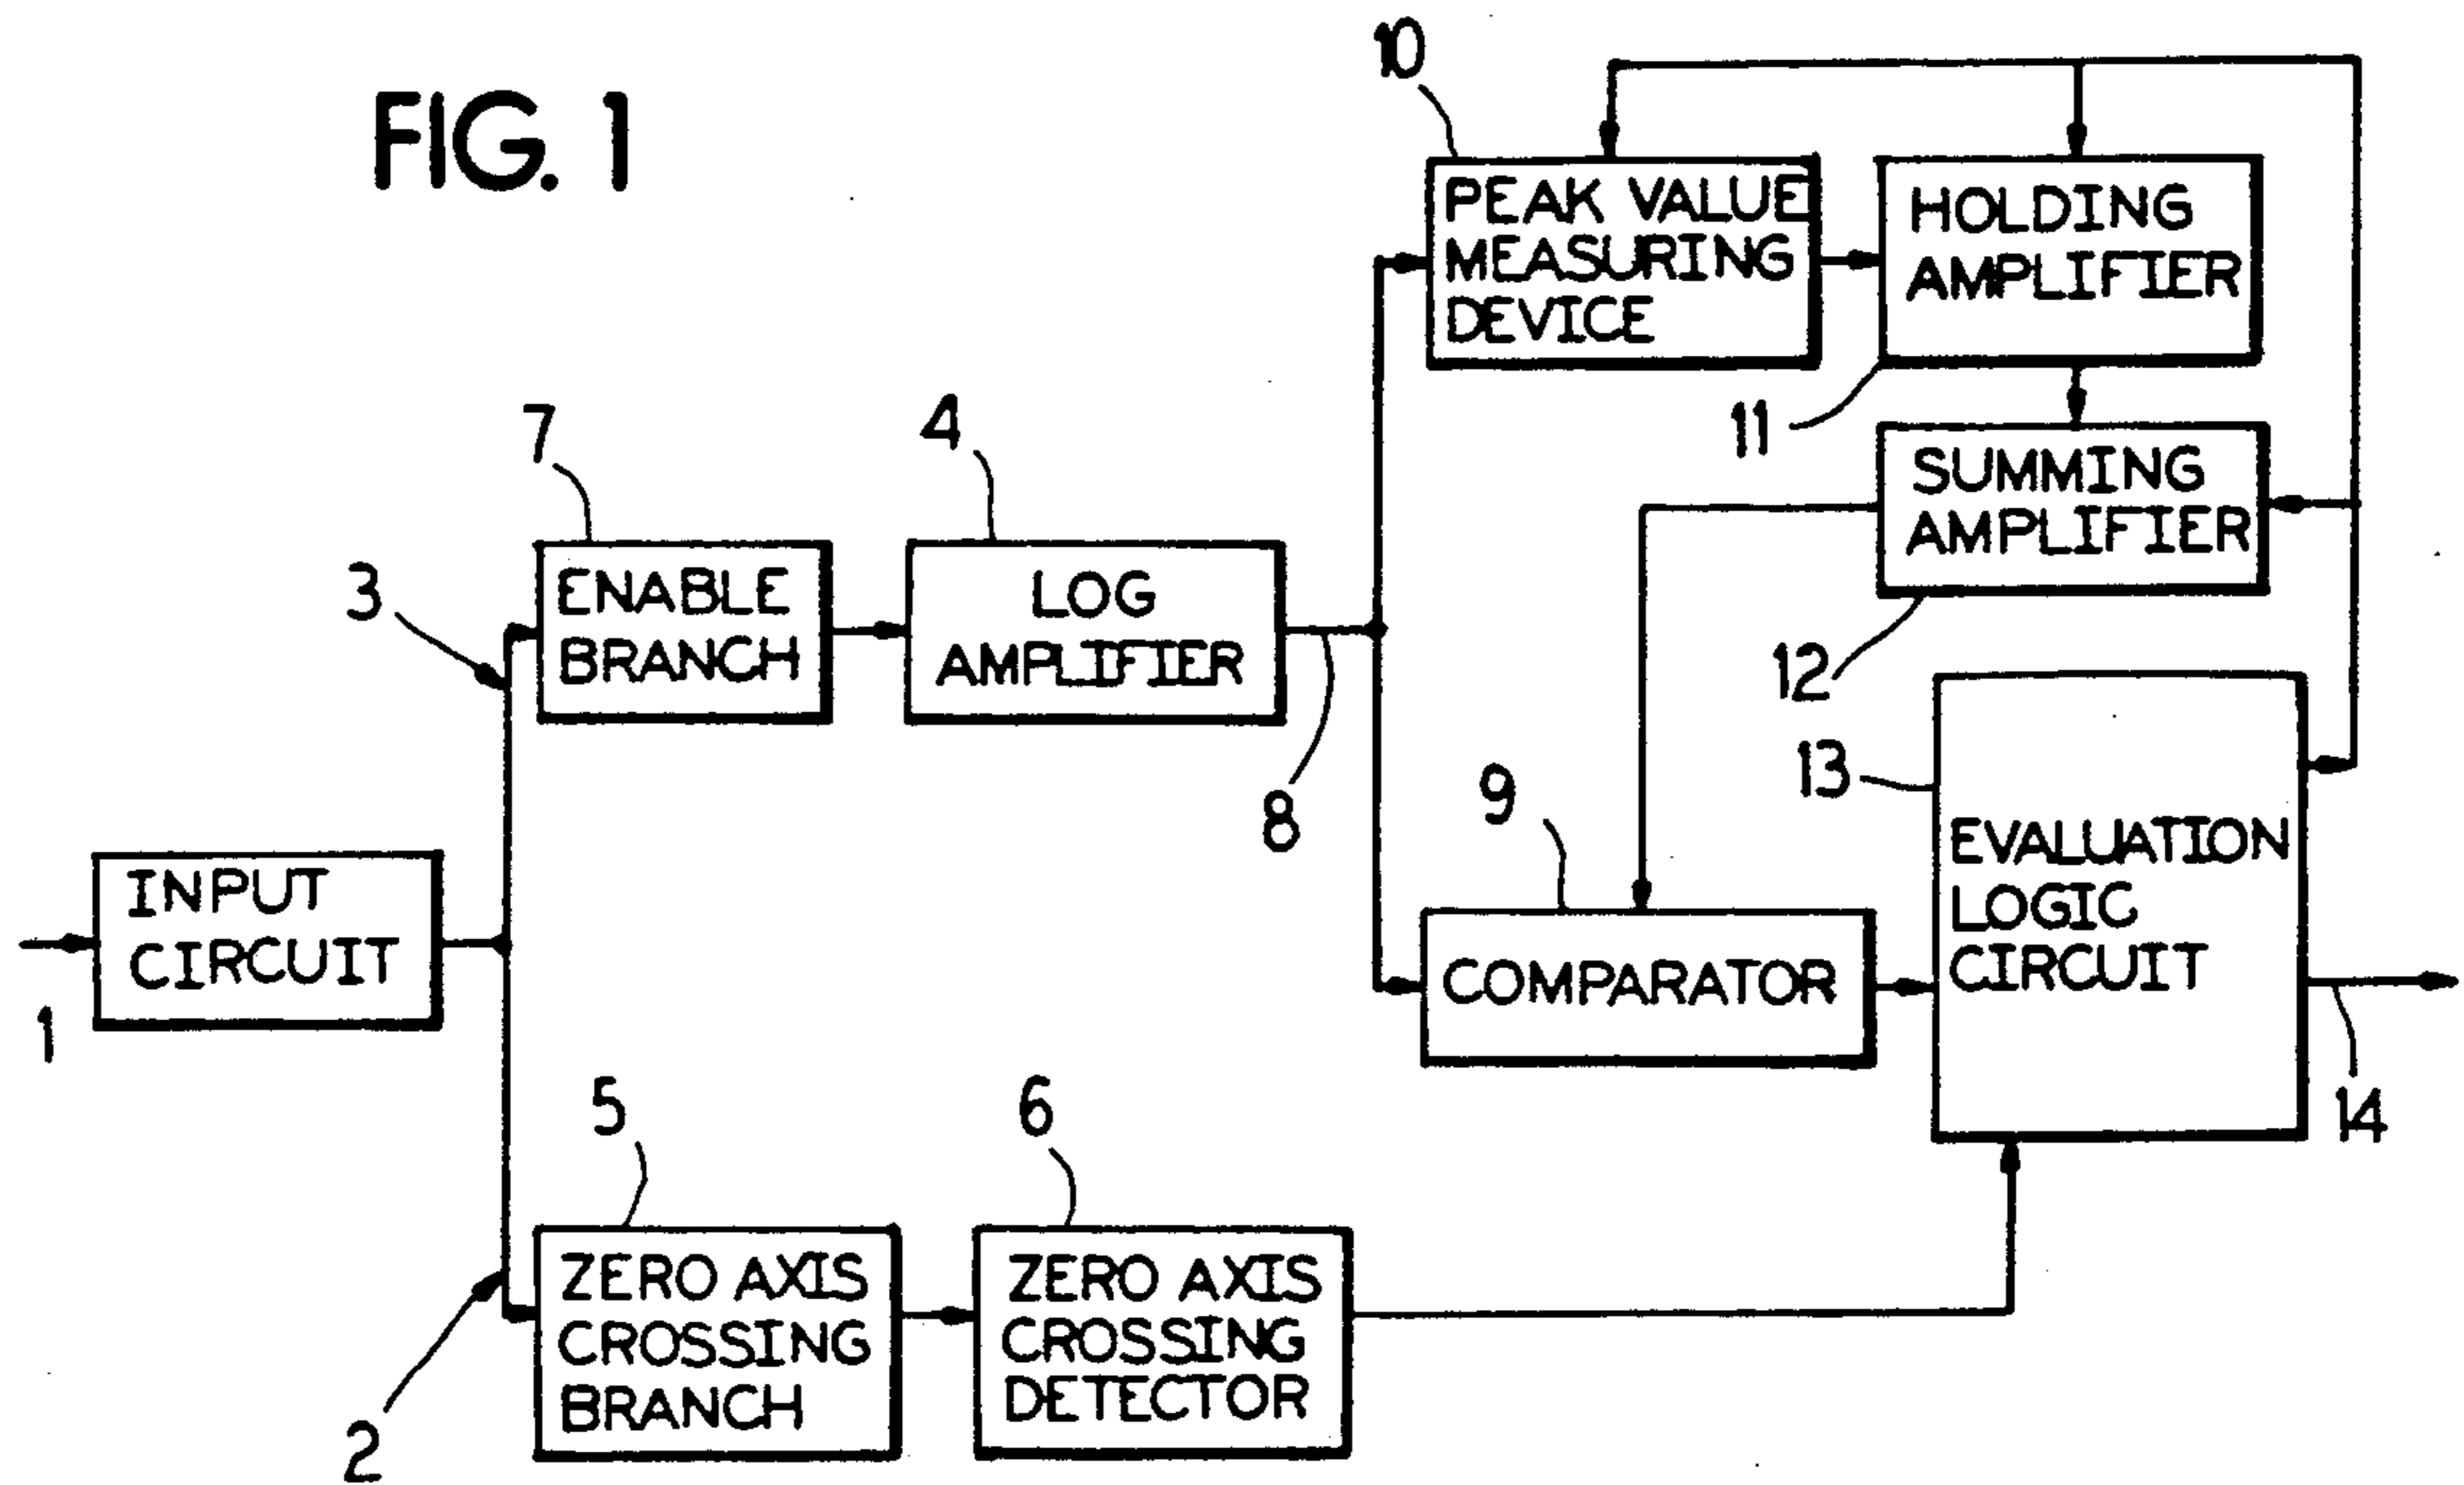 FIG. 1
10
PEAK VALUE
MEASURING
DEVICE
HOLDING
AMPLIFIER
11
SUMMING
AMPLIFIER
12
7
4
3
ENABLE
BRANCH
LOG
AMPLIFIER
8
9
13
INPUT
CIRCUIT
1
COMPARATOR
EVALUATION
LOGIC
CIRCUIT
14
5
6
2
ZERO AXIS
CROSSING
BRANCH
ZERO AXIS
CROSSING
DETECTOR